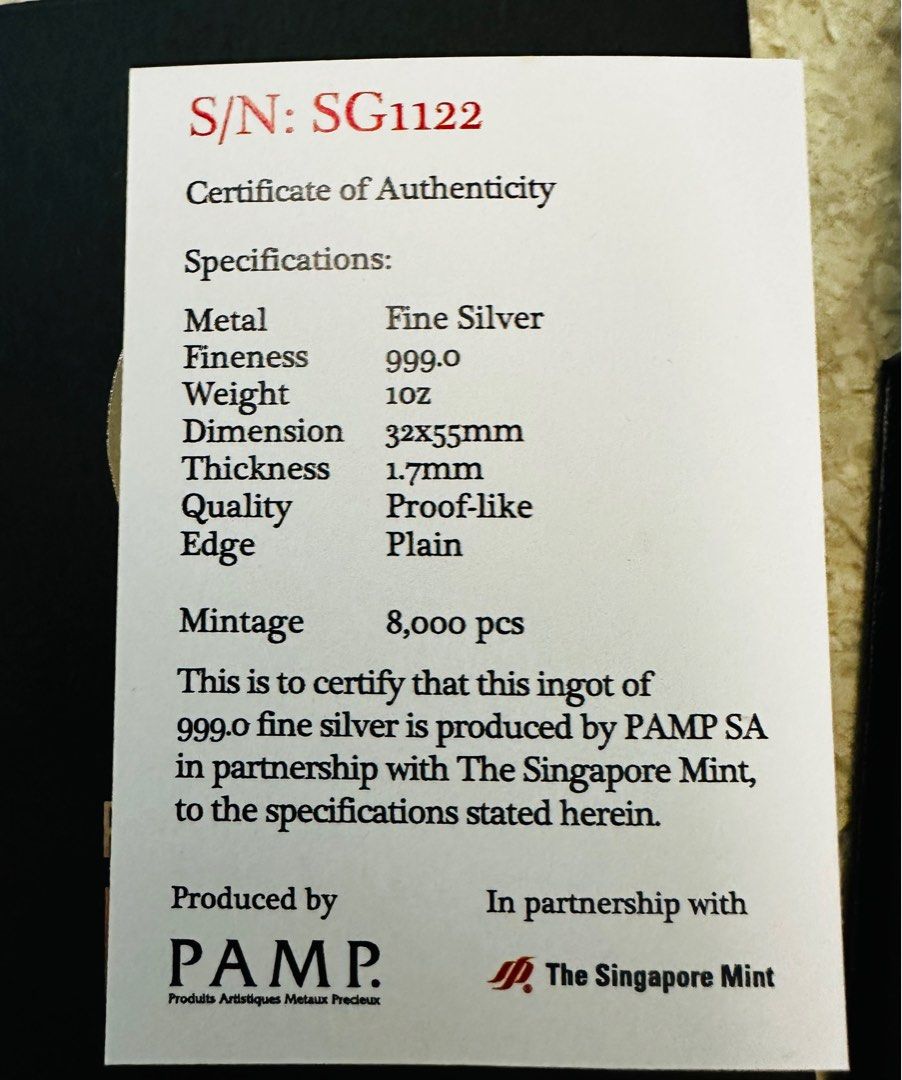 S/N: SG1122
Certificate of Authenticity
Specifications:
Metal Fine Silver
Fineness 999.0
Weight 1oz
Dimension 32x55mm
Thickness 1.7mm
Quality Proof-like
Edge Plain
Mintage 8,000 pcs
This is to certify that this ingot of
999.0 fine silver is produced by PAMP SA
in partnership with The Singapore Mint,
to the specifications stated herein.
Produced by
PAMP.
Produits Artistiques Metaux Precieux
In partnership with
The Singapore Mint